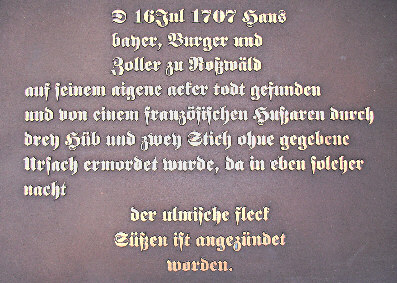 D 16 Jul 1707 Hans
bayer, Burger und
Zoller zu Roßwäld
auf seinem aigene acker todt gefunden
und von einem französischen Hußaren durch
drey Hüb und zwey Stich ohne gegebene
Ursach ermordet wurde, da in eben solcher
nacht
der ulmische fleck
Süßen ist angezündet
worden.